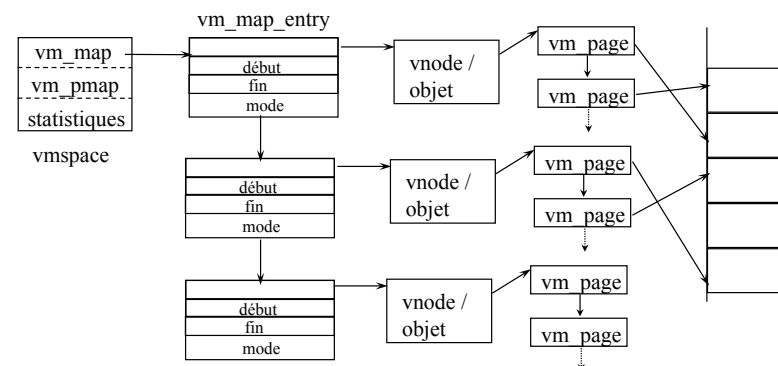 vm_map_entry
vm_map
vm_pmap
statistiques
vmspace
début
fin
mode
vnode /
objet
vm_page
vm_page
début
fin
mode
vnode /
objet
vm_page
vm_page
début
fin
mode
vnode /
objet
vm_page
vm_page